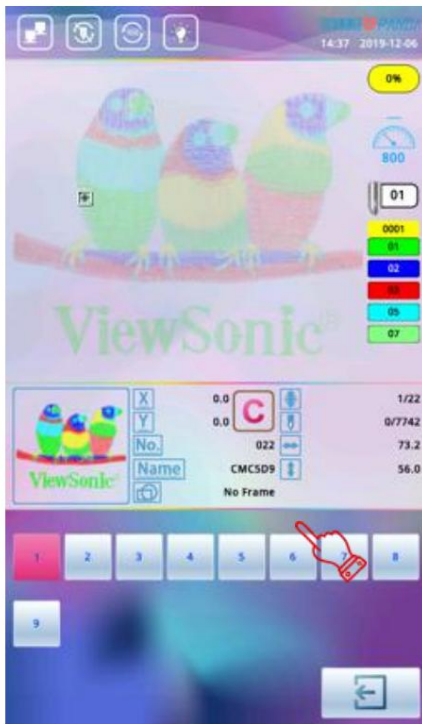 PANDA
14:37 2019-12-06
0%
800
01
0001
01
02
03
05
07
ViewSonic®
X 0.0 C 1/22
Y 0.0 0/7742
No. 022 73.2
Name CMC5D9 56.0
No Frame
ViewSonic
1 2 3 4 5 6 7 8
9